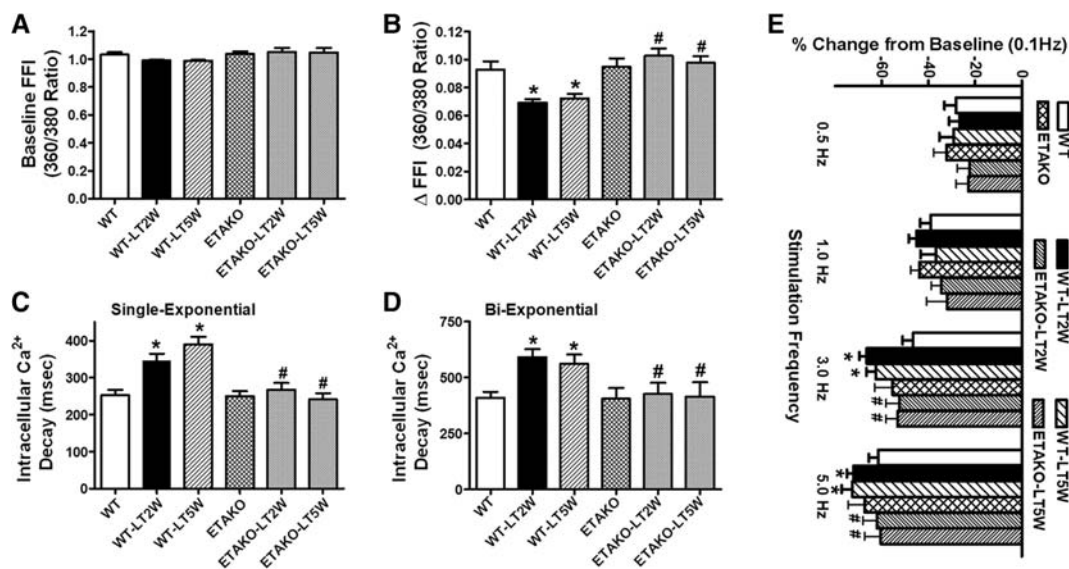 A
Baseline FFI
(360/380 Ratio)
1.2
1.0
0.8
0.6
0.4
0.2
0.0
WT
WT-LT2W
WT-LT5W
ETAKO
ETAKO-LT2W
ETAKO-LT5W
B
Δ FFI (360/380 Ratio)
0.12
0.10
0.08
0.06
0.04
0.02
0.00
* * # #
WT
WT-LT2W
WT-LT5W
ETAKO
ETAKO-LT2W
ETAKO-LT5W
C
Single-Exponential
Intracellular Ca2+
Decay (msec)
400
300
200
100
0
* * # #
WT
WT-LT2W
WT-LT5W
ETAKO
ETAKO-LT2W
ETAKO-LT5W
D
Bi-Exponential
Intracellular Ca2+
Decay (msec)
750
500
250
0
* * # #
WT
WT-LT2W
WT-LT5W
ETAKO
ETAKO-LT2W
ETAKO-LT5W
E
% Change from Baseline (0.1Hz)
-60
-40
-20
0
0.5 Hz
1.0 Hz
3.0 Hz
5.0 Hz
* * # #
* * # #
Stimulation Frequency
WT
WT-LT2W
WT-LT5W
ETAKO
ETAKO-LT2W
ETAKO-LT5W